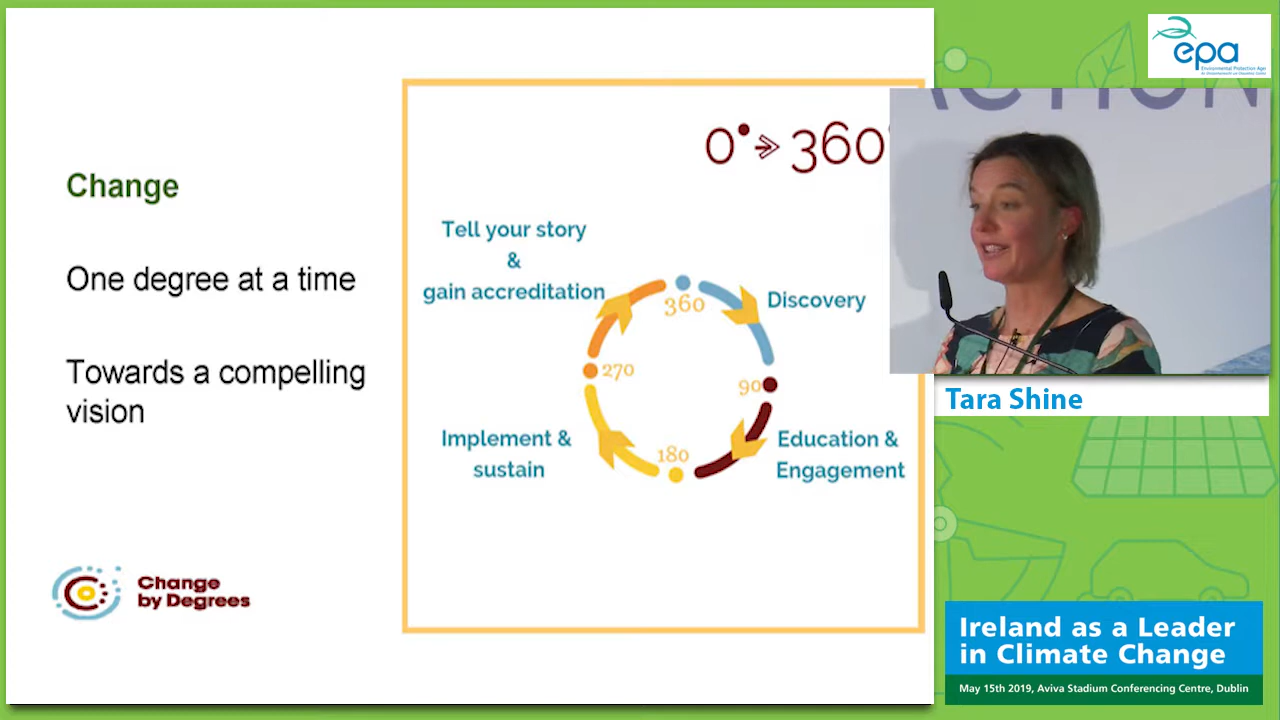 Change
One degree at a time
Towards a compelling
vision
0° 360°
Tell your story
&
gain accreditation
360
Discovery
270
90
Implement &
sustain
180
Education &
Engagement
Change
by Degrees
epa
ACTION
Tara Shine
Ireland as a Leader
in Climate Change
May 15th 2019, Aviva Stadium Conferencing Centre, Dublin